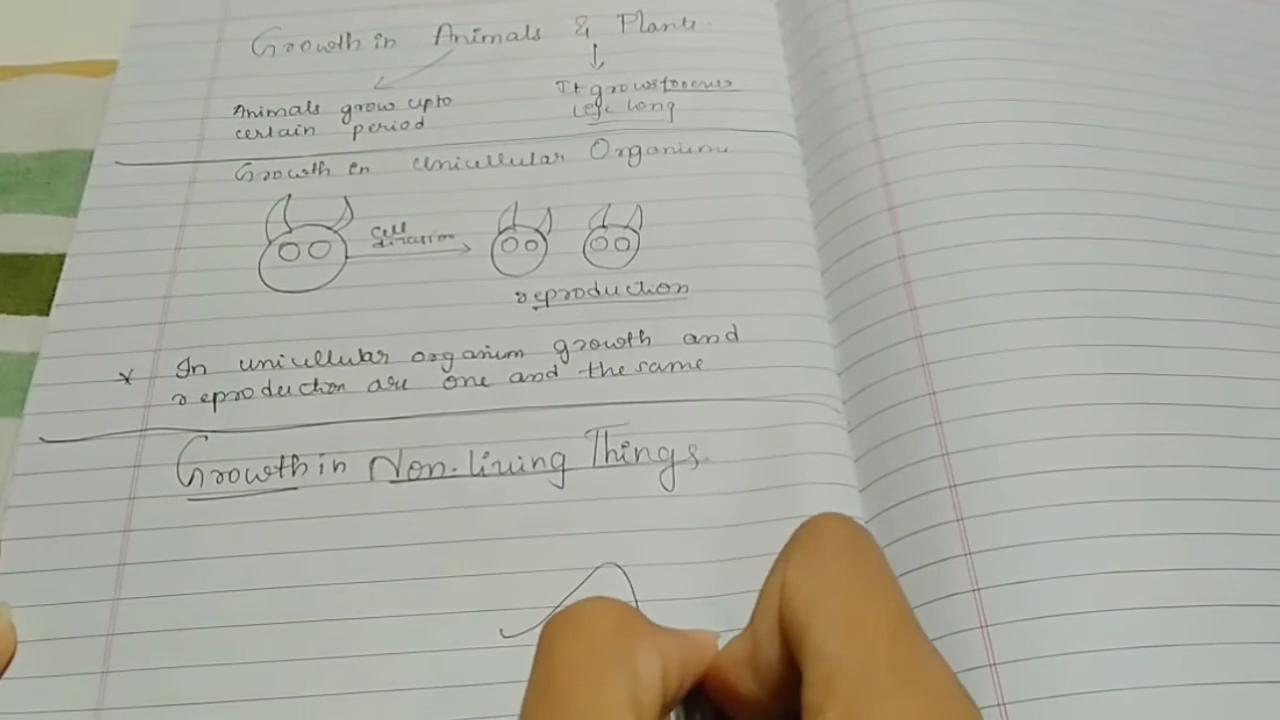 Growth in Animals & Plants
Animals grow upto
certain period
It grows
life long
Growth in Unicellular Organism
Cell
division
reproduction
x In unicellular organism growth and
reproduction are one and the same
Growth in Non-living Things